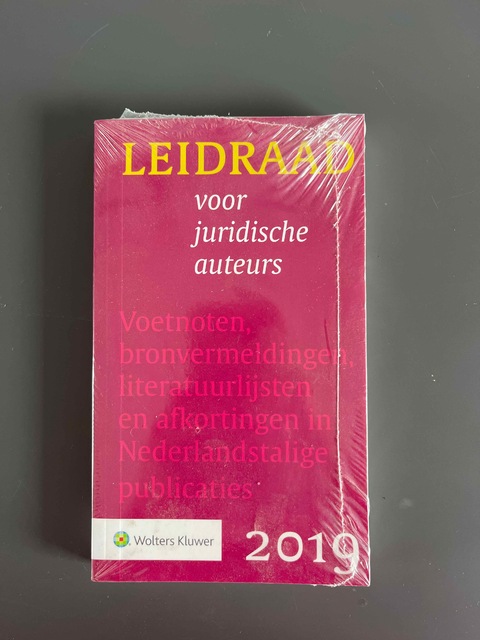 LEIDRAAD
voor
juridische
auteurs
Voetnoten,
bronvermeldingen,
literatuurlijsten
en afkortingen in
Nederlandstalige
publicaties
Wolters Kluwer
2019